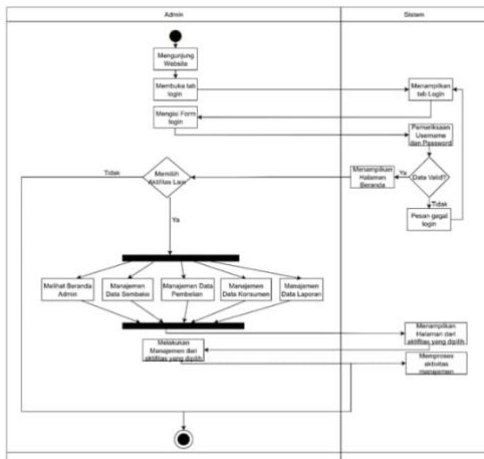 Admin
Sistem
Mengunjung
Website
Membuka tab
login
Menampilkan
tab Login
Mengisi Form
login
Pemeriksaan
Username
dan Password
Tidak
Memilih
Aktifitas Lain
Menampilkan
Halaman
Beranda
Ya
Data Valid?
Tidak
Pesan gagal
login
Ya
Melihat Beranda
Admin
Manajemen
Data Sembako
Manajemen Data
Pembelian
Manajemen
Data Konsumen
Manajemen
Data Laporan
Menampilkan
Halaman dari
aktifitas yang dipilih
Melakukan
Manajemen dari
aktifitas yang dipilih
Memproses
aktivitas
manajemen